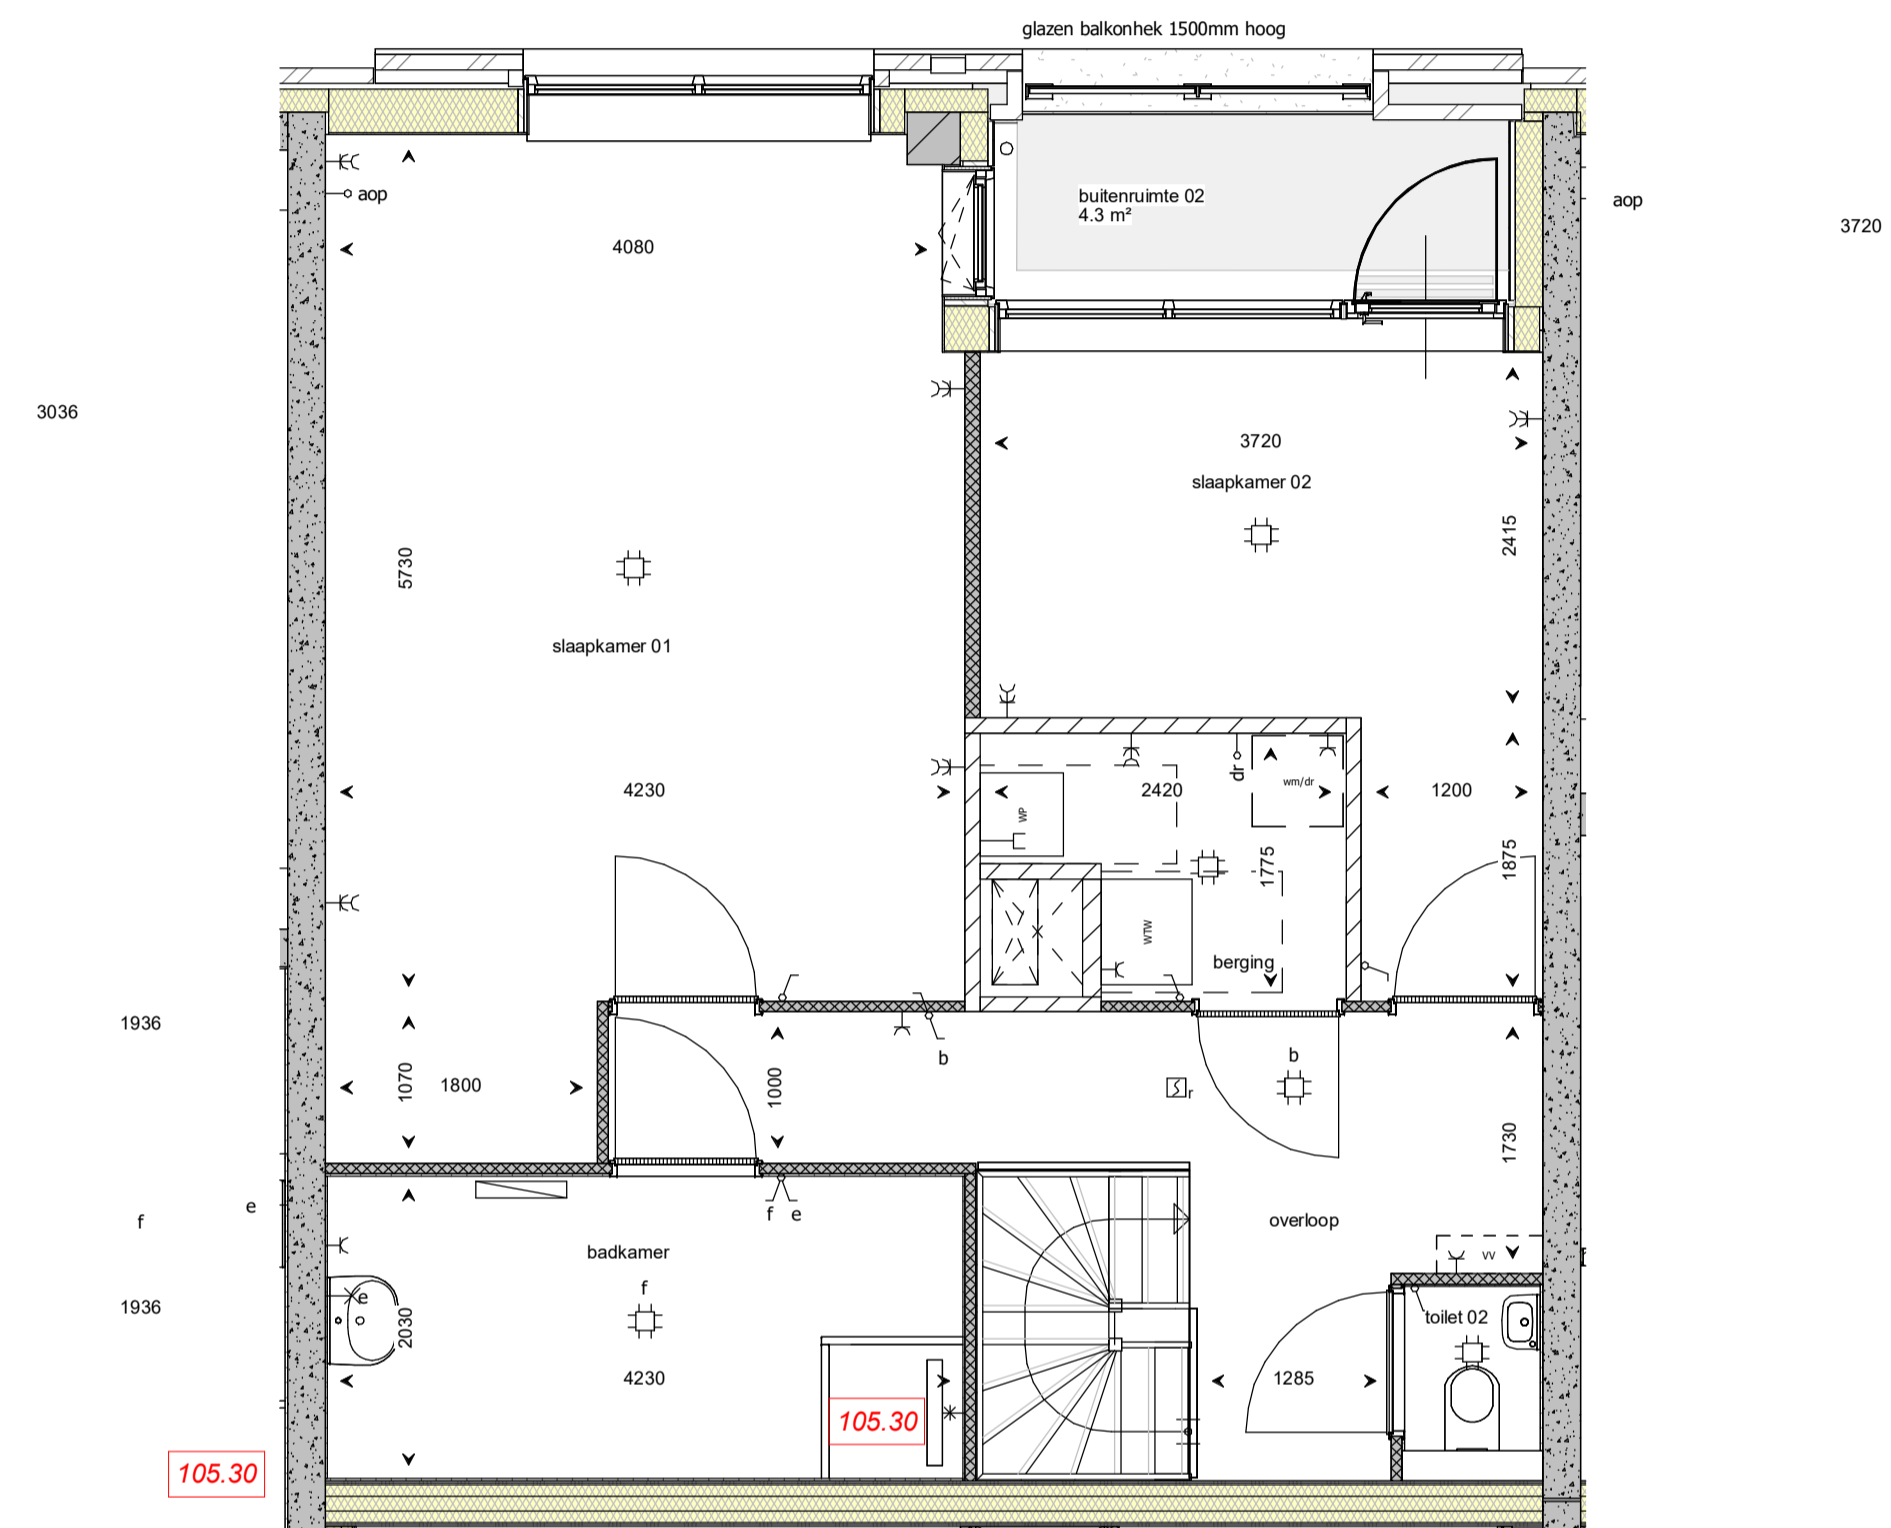 glazen balkonhek 1500mm hoog
aop
buitenruimte 02
4.3 m²
aop
3720
4080
3036
3720
slaapkamer 02
2415
5730
slaapkamer 01
4230
WP
2420
dr
wm/dr
1200
1775
1875
WTW
berging
1936
b
b
1070
1800
1000
r
1730
e
f
f e
overloop
badkamer
vv
f
e
1936
2030
toilet 02
4230
1285
105.30
105.30